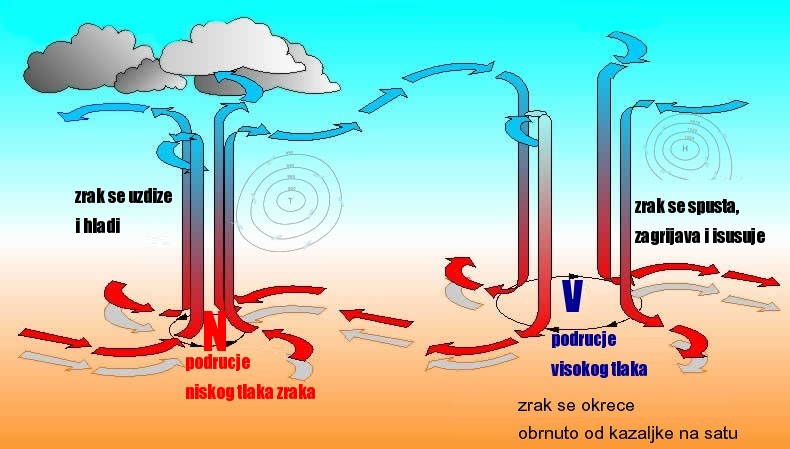 zrak se uzdize
i hladi
T
H
zrak se spusta,
zagrijava i isusuje
N
podrucje
niskog tlaka zraka
V
podrucje
visokog tlaka
zrak se okrece
obrnuto od kazaljke na satu